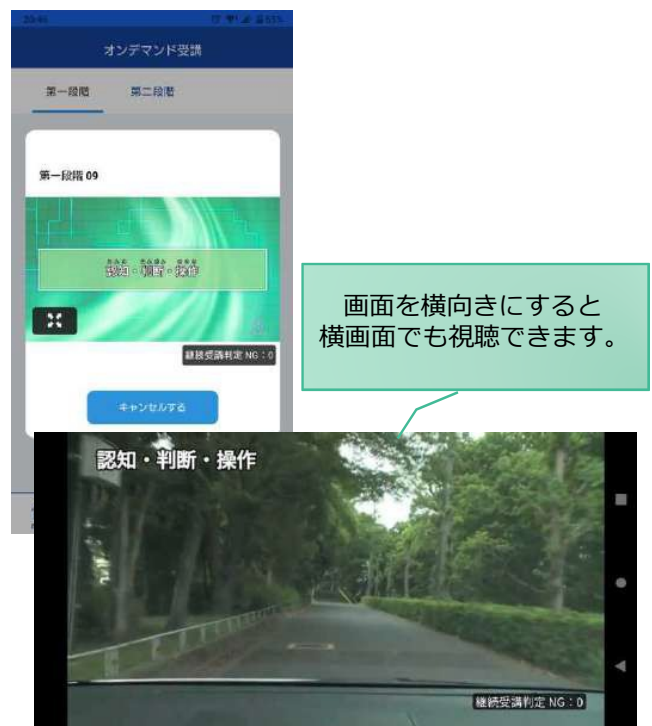 オンデマンド受講
第一段階 第二段階
第一段階 09
認知・判断・操作
継続受講判定 NG:0
キャンセルする
画面を横向きにすると
横画面でも視聴できます。
認知・判断・操作
継続受講判定 NG:0